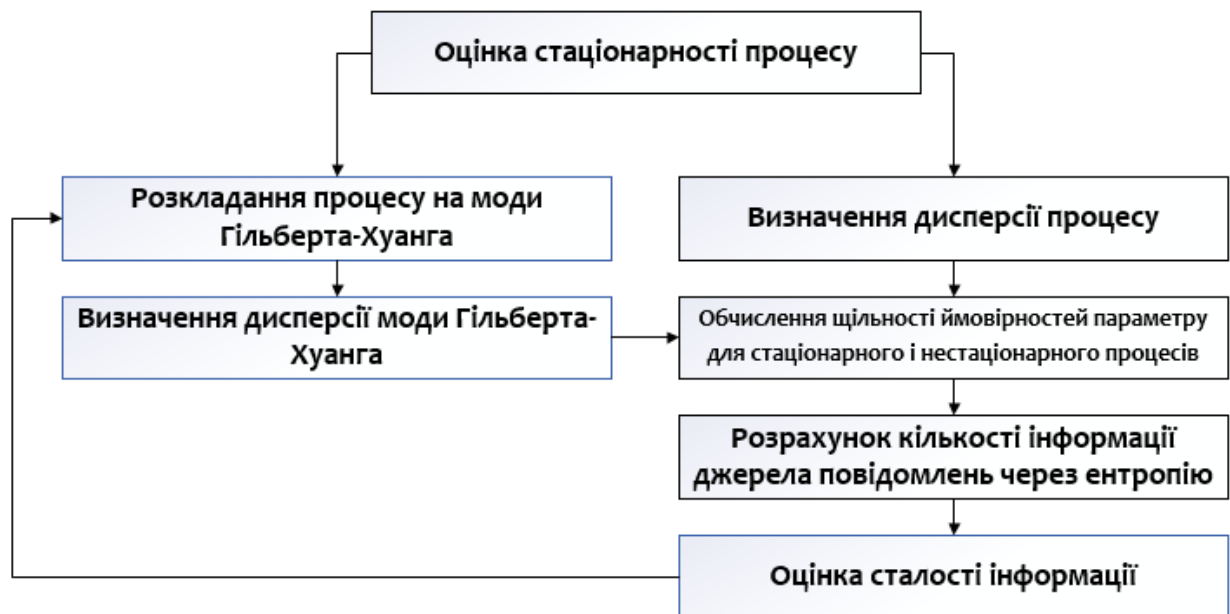 Оцінка стаціонарності процесу
Розкладання процесу на моди
Гільберта-Хуанга
Визначення дисперсії процесу
Визначення дисперсії моди Гільберта-
Хуанга
Обчислення щільності ймовірностей параметру
для стаціонарного і нестаціонарного процесів
Розрахунок кількості інформації
джерела повідомлень через ентропію
Оцінка сталості інформації